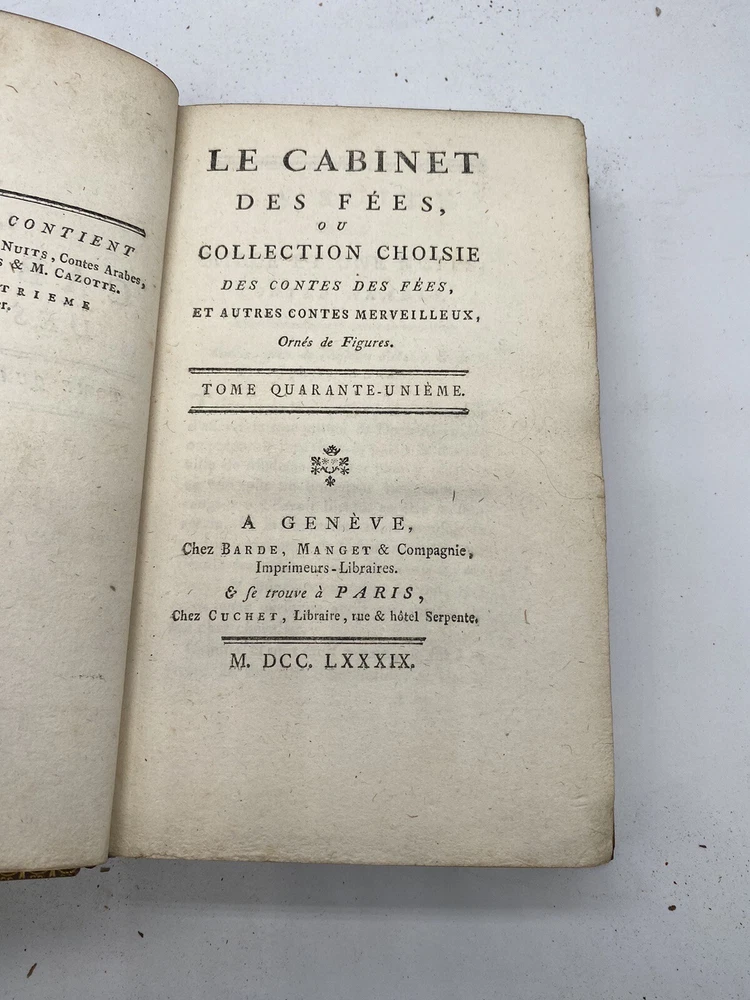 CONTIENT
NUITS, Contes Arabes,
& M. CAZOTTE.
TRIEME
r.
LE CABINET
DES FÉES,
OU
COLLECTION CHOISIE
DES CONTES DES FÉES,
ET AUTRES CONTES MERVEILLEUX,
Ornés de Figures.
TOME QUARANTE-UNIÈME.
A GENÈVE,
Chez BARDE, MANGET & Compagnie,
Imprimeurs-Libraires.
& ſe trouve à PARIS,
Chez CUCHET, Libraire, rue & hôtel Serpente.
M. DCC. LXXXIX.